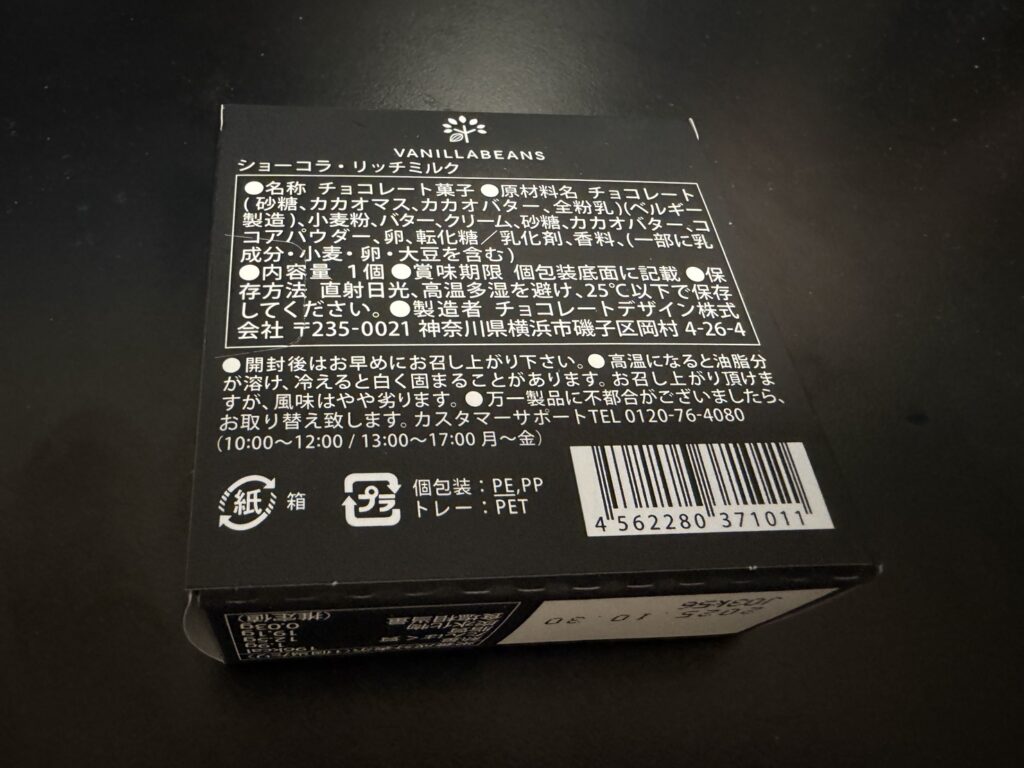 VANILLABEANS
ショーコラ・リッチミルク
●名称 チョコレート菓子 ●原材料名 チョコレート
(砂糖、カカオマス、カカオバター、全粉乳)(ベルギー
製造)、小麦粉、バター、クリーム、砂糖、カカオバター、コ
コアパウダー、卵、転化糖／乳化剤、香料、(一部に乳
成分・小麦・卵・大豆を含む)
●内容量 1個 ●賞味期限 個包装底面に記載 ●保
存方法 直射日光、高温多湿を避け、25℃以下で保存
してください。 ●製造者 チョコレートデザイン株式
会社 〒235-0021 神奈川県横浜市磯子区岡村 4-26-4
●開封後はお早めにお召し上がり下さい。●高温になると油脂分
が溶け、冷えると白く固まることがあります。お召し上がり頂けま
すが、風味はやや劣ります。●万一製品に不都合がございましたら、
お取り替え致します。カスタマーサポートTEL 0120-76-4080
(10:00～12:00 / 13:00～17:00 月～金)
紙 箱
プラ 個包装：PE,PP
トレー：PET
4 562280 371011
2025.10.30
(推定値)